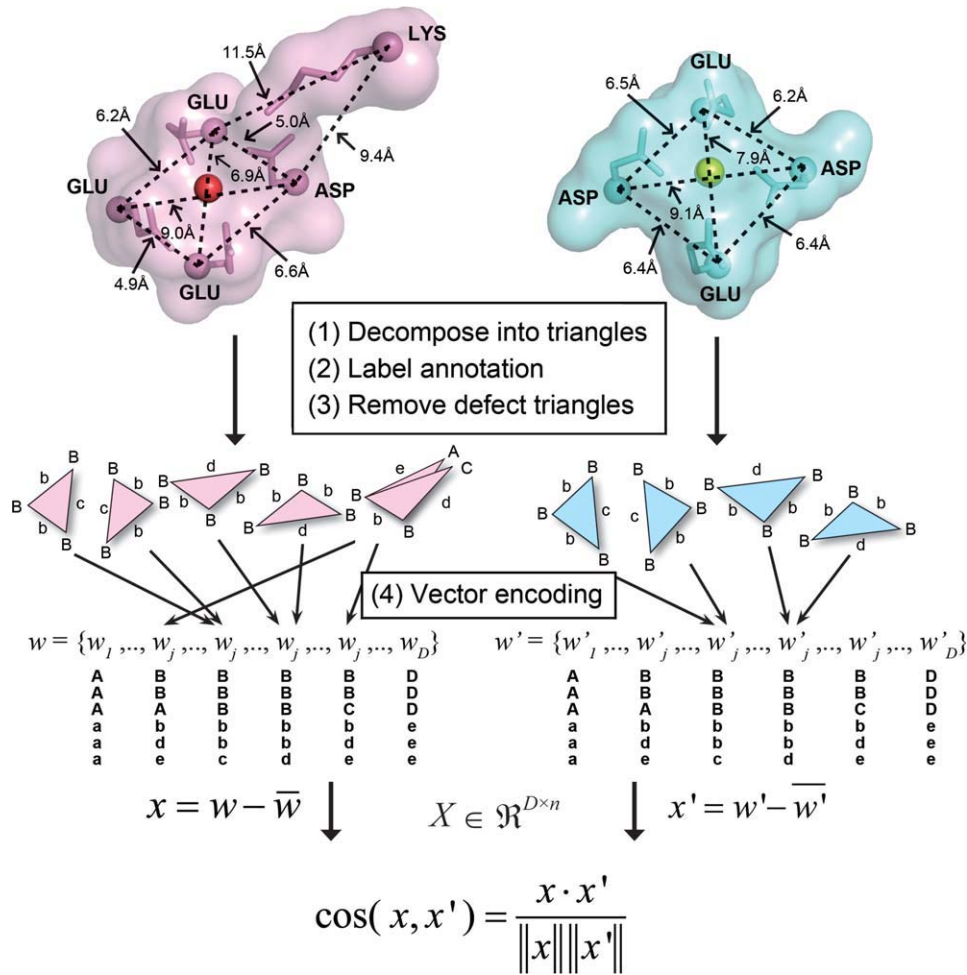 LYS
11.5Å
GLU
GLU
6.5Å
6.2Å
6.2Å
5.0Å
9.4Å
6.9Å
7.9Å
GLU
ASP
ASP
ASP
9.0Å
9.1Å
4.9Å
6.6Å
6.4Å
6.4Å
GLU
GLU
(1) Decompose into triangles
(2) Label annotation
(3) Remove defect triangles
B b c B b B
B c B b b B
B d B b b B
B b b B d B
A e C B b d B
B b c B b B
B b B c b B
d B B b b B
B b b B d B
(4) Vector encoding
w = {w1 ,.., wj ,.., wj ,.., wj ,.., wj ,.., wD}
w' = {w'1 ,.., w'j ,.., w'j ,.., w'j ,.., w'j ,.., w'D}
A B B B B D A B B B B D
A B B B B D A B B B B D
A A B B C D A A B B C D
a b b b b e a b b b b e
a d b b d e a d b b d e
a e c d e e a e c d e e
x = w − w̅
X ∈ ℜ^{D×n}
x' = w' − w̅'
cos( x, x') = x · x' / ‖x‖‖x'‖